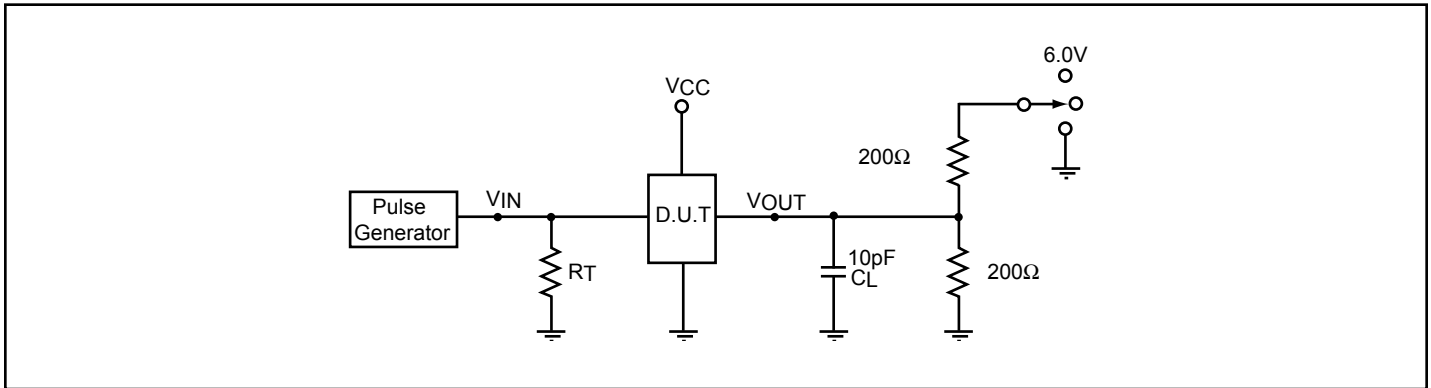 6.0V
VCC
200Ω
Pulse
Generator
VIN
D.U.T
VOUT
RT
10pF
CL
200Ω